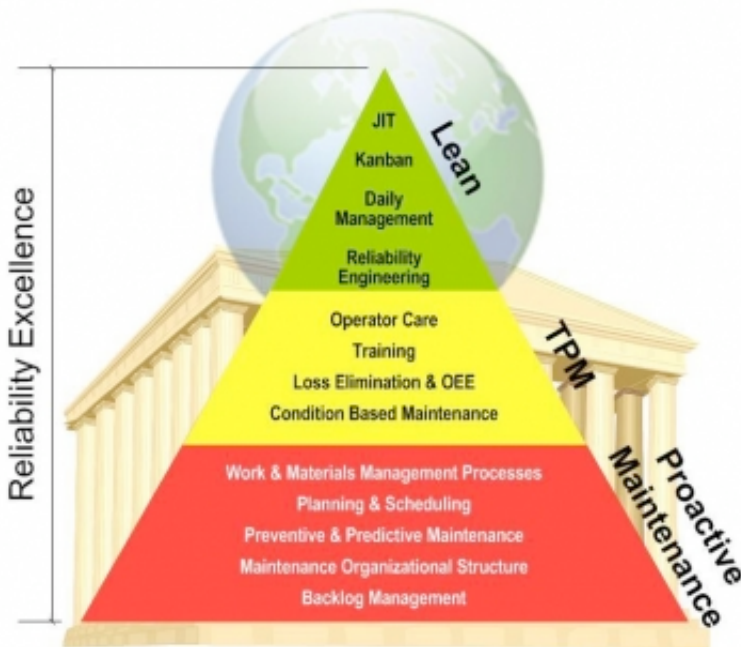 Reliability Excellence
JIT
Kanban
Daily
Management
Reliability
Engineering
Lean
Operator Care
Training
Loss Elimination & OEE
Condition Based Maintenance
TPM
Work & Materials Management Processes
Planning & Scheduling
Preventive & Predictive Maintenance
Maintenance Organizational Structure
Backlog Management
Proactive
Maintenance